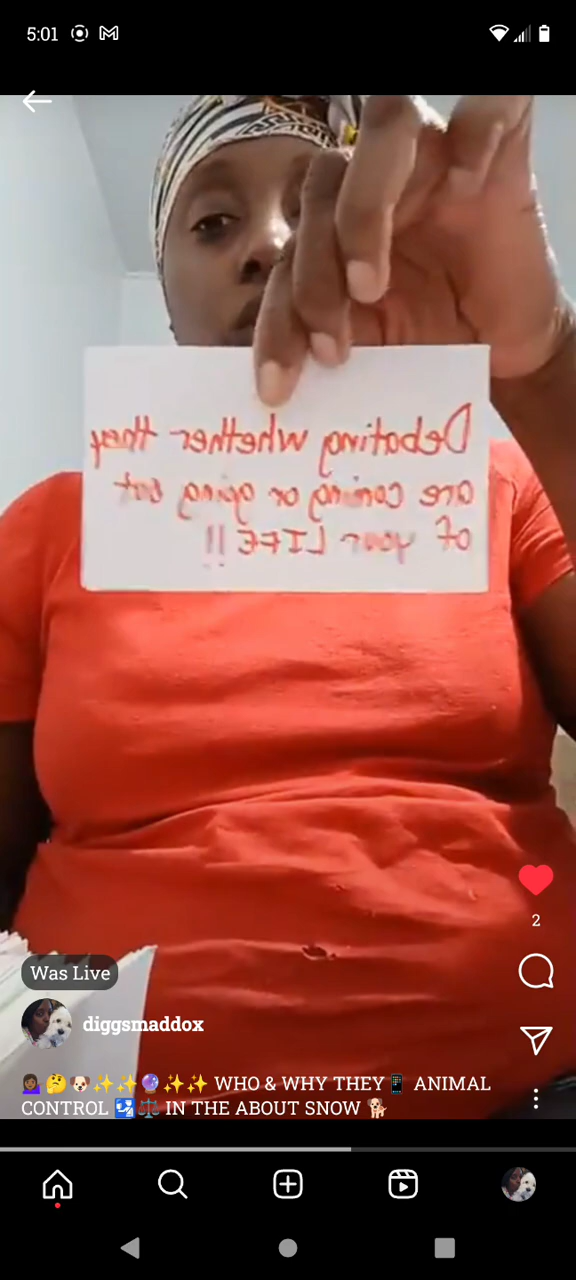 5:01
Debating whether they
are coming or going out
of your LIFE!!
2
Was Live
diggsmaddox
💁🏾‍♀️🤔🐶✨✨🔮✨✨ WHO & WHY THEY📱 ANIMAL
CONTROL 🛂⚖️ IN THE ABOUT SNOW 🐕